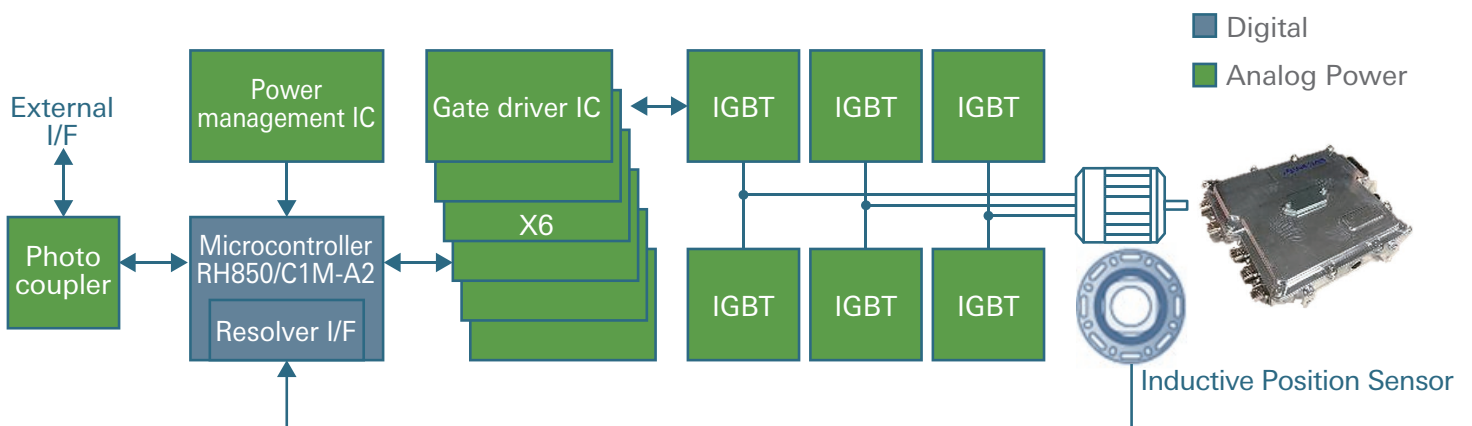 Digital
Analog Power
External
I/F
Power
management IC
Gate driver IC
X6
IGBT
IGBT
IGBT
Photo
coupler
Microcontroller
RH850/C1M-A2
Resolver I/F
IGBT
IGBT
IGBT
Inductive Position Sensor